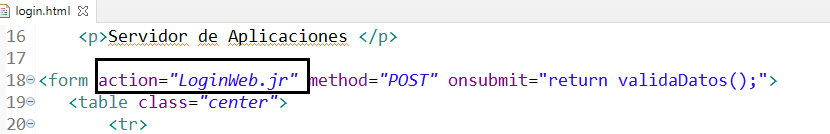 login.html
16 <p>Servidor de Aplicaciones </p>
17
18 <form action="LoginWeb.jr" method="POST" onsubmit="return validaDatos();">
19 <table class="center">
20 <tr>